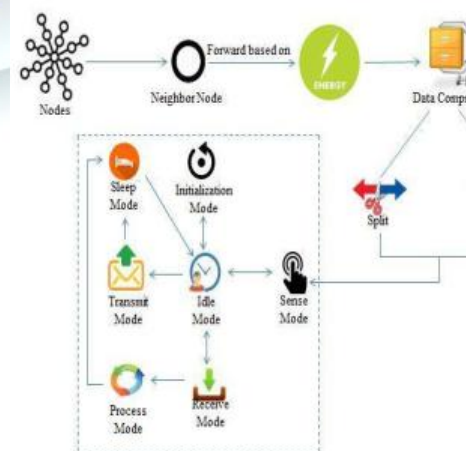 Forward based on
ENERGY
Nodes
Neighbor Node
Data Comp
Sleep
Mode
Initialization
Mode
%
Split
Transmit
Mode
Idle
Mode
Sense
Mode
Process
Mode
Receive
Mode